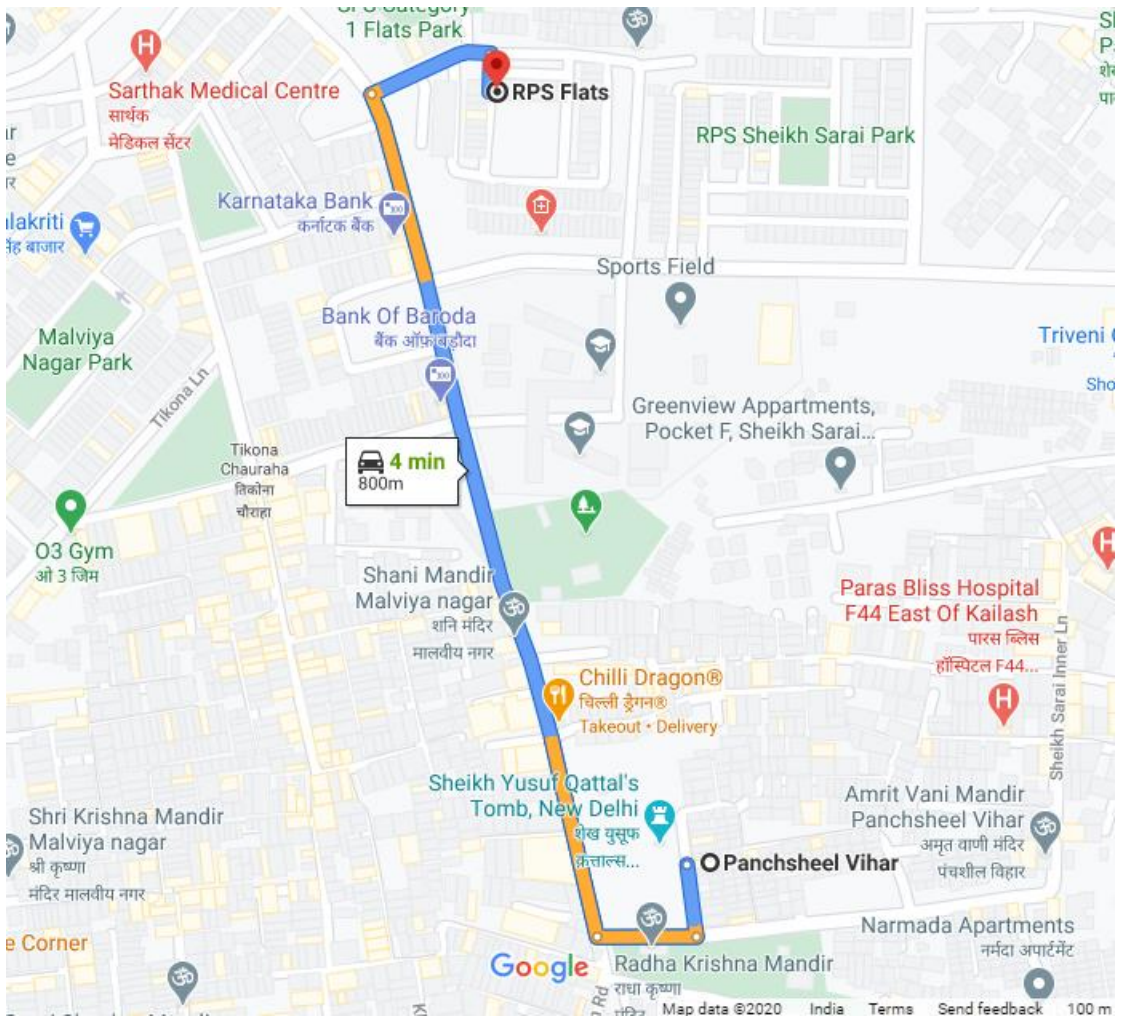 1 Flats Park
Sarthak Medical Centre
सार्थक
मेडिकल सेंटर
RPS Flats
RPS Sheikh Sarai Park
Karnataka Bank
कर्नाटक बैंक
Sports Field
Bank Of Baroda
बैंक ऑफ़ बड़ौदा
Malviya
Nagar Park
Triveni
Tikona Ln
Greenview Appartments,
Pocket F, Sheikh Sarai...
Tikona
Chauraha
तिकोना
चौराहा
4 min
800m
O3 Gym
ओ 3 जिम
Shani Mandir
Malviya nagar
शनि मंदिर
मालवीय नगर
Paras Bliss Hospital
F44 East Of Kailash
पारस ब्लिस
हॉस्पिटल F44...
Sheikh Sarai Inner Ln
Chilli Dragon®
चिल्ली ड्रैगन®
Takeout • Delivery
Sheikh Yusuf Qattal's
Tomb, New Delhi
शेख युसूफ
क़त्ताल्स...
Shri Krishna Mandir
Malviya nagar
श्री कृष्णा
मंदिर मालवीय नगर
Amrit Vani Mandir
Panchsheel Vihar
अमृत वाणी मंदिर
पंचशील विहार
Panchsheel Vihar
Narmada Apartments
नर्मदा अपार्टमेंट
Corner
Google
Radha Krishna Mandir
राधा कृष्णा
Rd
Map data ©2020 India Terms Send feedback 100 m